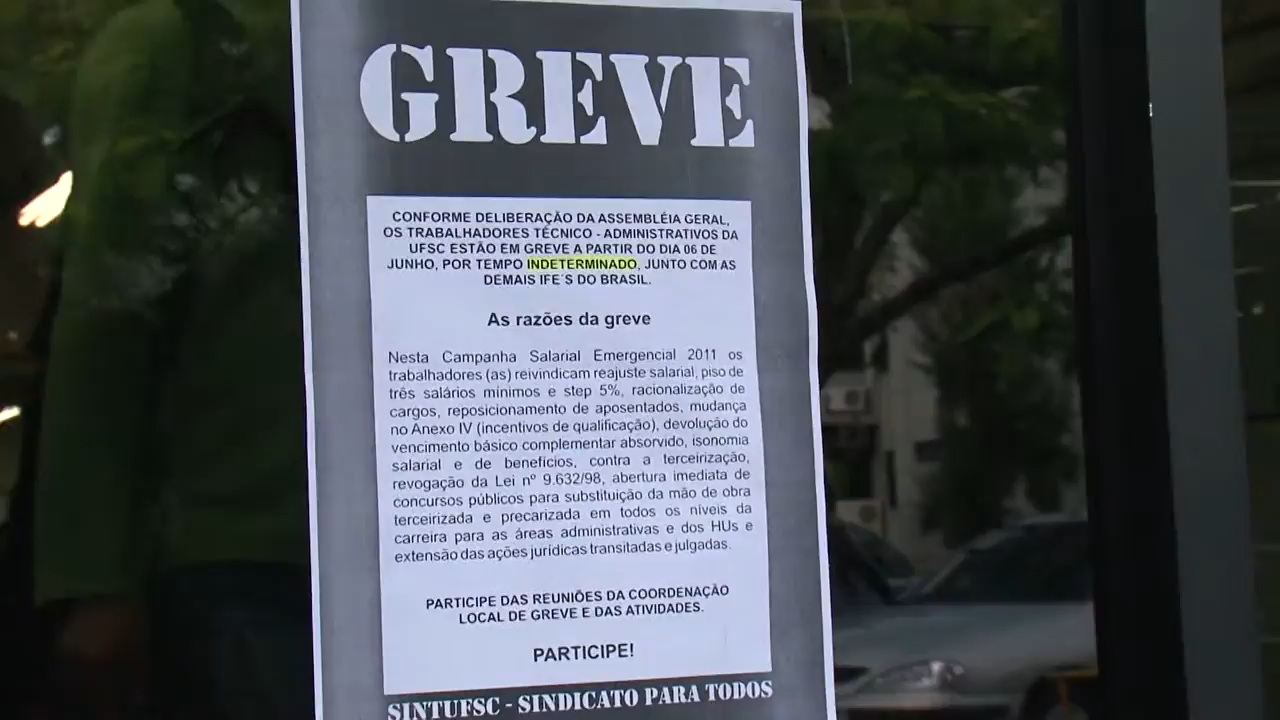 GREVE
CONFORME DELIBERAÇÃO DA ASSEMBLÉIA GERAL,
OS TRABALHADORES TÉCNICO - ADMINISTRATIVOS DA
UFSC ESTÃO EM GREVE A PARTIR DO DIA 06 DE
JUNHO, POR TEMPO INDETERMINADO, JUNTO COM AS
DEMAIS IFE´S DO BRASIL.
As razões da greve
Nesta Campanha Salarial Emergencial 2011 os
trabalhadores (as) reivindicam reajuste salarial, piso de
três salários mínimos e step 5%, racionalização de
cargos, reposicionamento de aposentados, mudança
no Anexo IV (incentivos de qualificação), devolução do
vencimento básico complementar absorvido, isonomia
salarial e de benefícios, contra a terceirização,
revogação da Lei nº 9.632/98, abertura imediata de
concursos públicos para substituição da mão de obra
terceirizada e precarizada em todos os níveis da
carreira para as áreas administrativas e dos HUs e
extensão das ações jurídicas transitadas e julgadas.
PARTICIPE DAS REUNIÕES DA COORDENAÇÃO
LOCAL DE GREVE E DAS ATIVIDADES.
PARTICIPE!
SINTUFSC - SINDICATO PARA TODOS